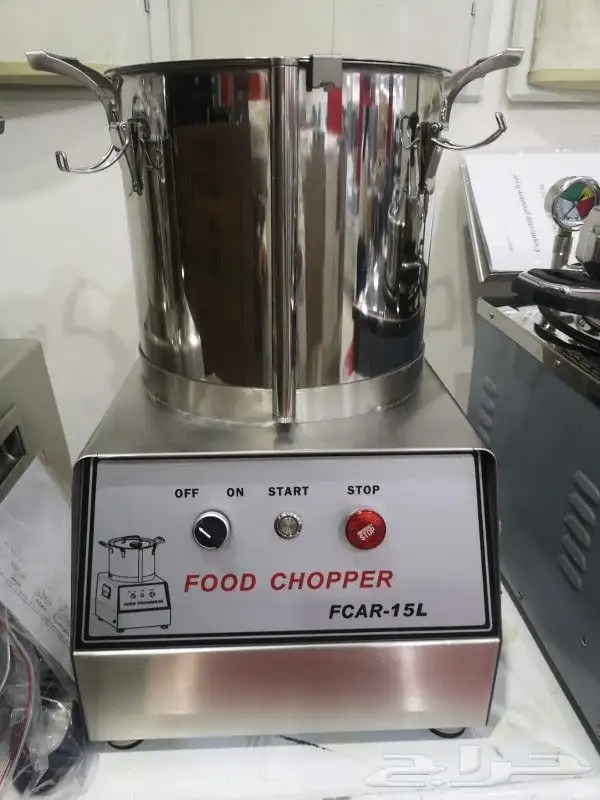 OFF ON START STOP
STOP
FOOD CHOPPER
FCAR-15L
حراج